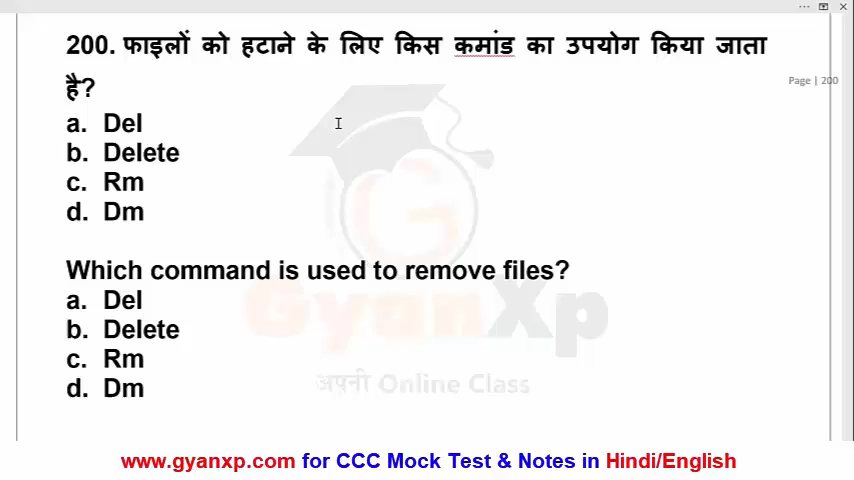 200. फाइलों को हटाने के लिए किस कमांड का उपयोग किया जाता
है?
Page | 200
a. Del
b. Delete
c. Rm
d. Dm
Which command is used to remove files?
a. Del
b. Delete
c. Rm
d. Dm
GyanXp
अपनी Online Class
www.gyanxp.com for CCC Mock Test & Notes in Hindi/English